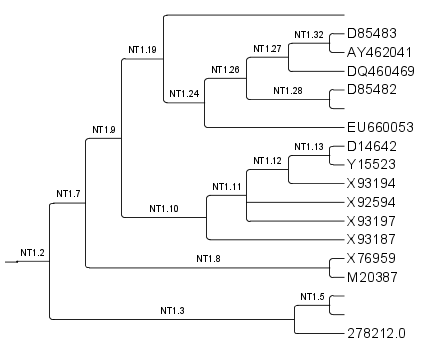 NT1.32
D85483
NT1.19
NT1.27
AY462041
NT1.26
DQ460469
NT1.28
D85482
NT1.24
EU660053
NT1.9
D14642
NT1.13
NT1.12
Y15523
NT1.11
X93194
NT1.7
X92594
NT1.10
X93197
X93187
NT1.2
NT1.8
X76959
M20387
NT1.5
NT1.3
278212.0